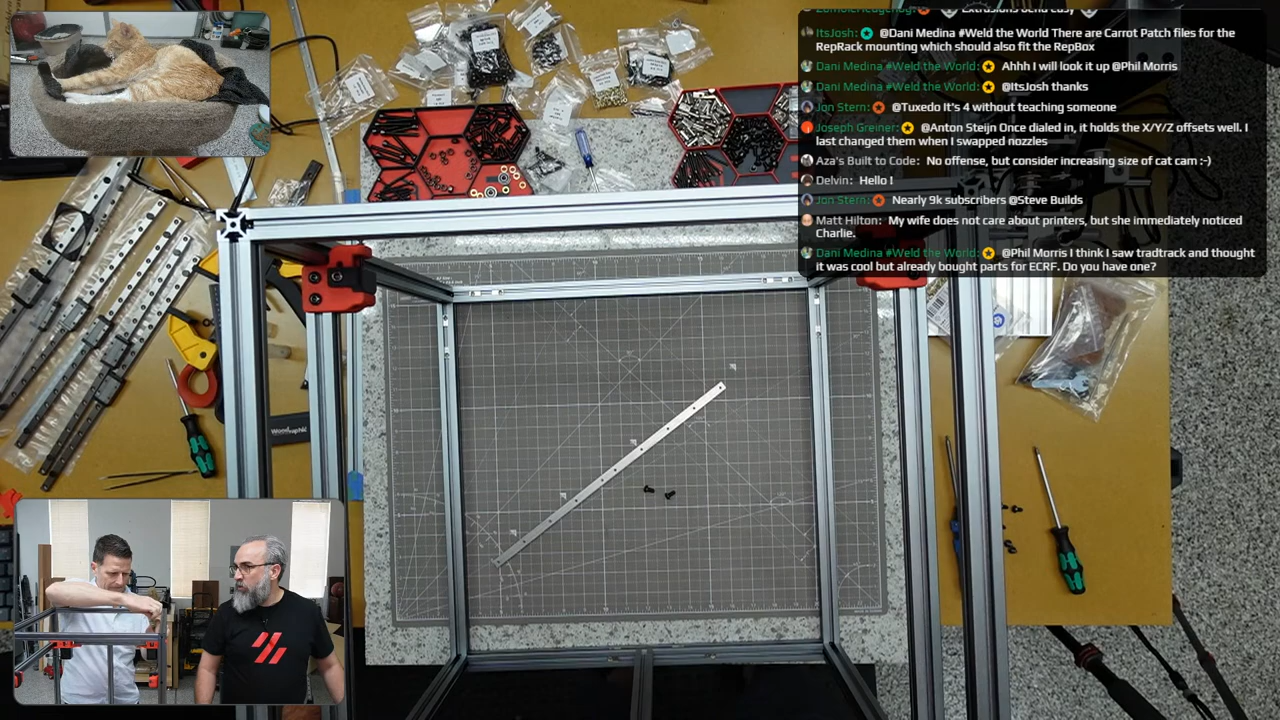 ItsJosh: @Dani Medina #Weld the World There are Carrot Patch files for the
RepRack mounting which should also fit the RepBox
Dani Medina #Weld the World: Ahhh I will look it up @Phil Morris
Dani Medina #Weld the World: @ItsJosh thanks
Jon Stern: @Tuxedo It's 4 without teaching someone
Joseph Greiner: @Anton Steijn Once dialed in, it holds the X/Y/Z offsets well. I
last changed them when I swapped nozzles
Aza's Built to Code: No offense, but consider increasing size of cat cam :-)
Delvin: Hello !
Jon Stern: Nearly 9k subscribers @Steve Builds
Matt Hilton: My wife does not care about printers, but she immediately noticed
Charlie.
Dani Medina #Weld the World: @Phil Morris I think I saw tradtrack and thought
it was cool but already bought parts for ECRF. Do you have one?